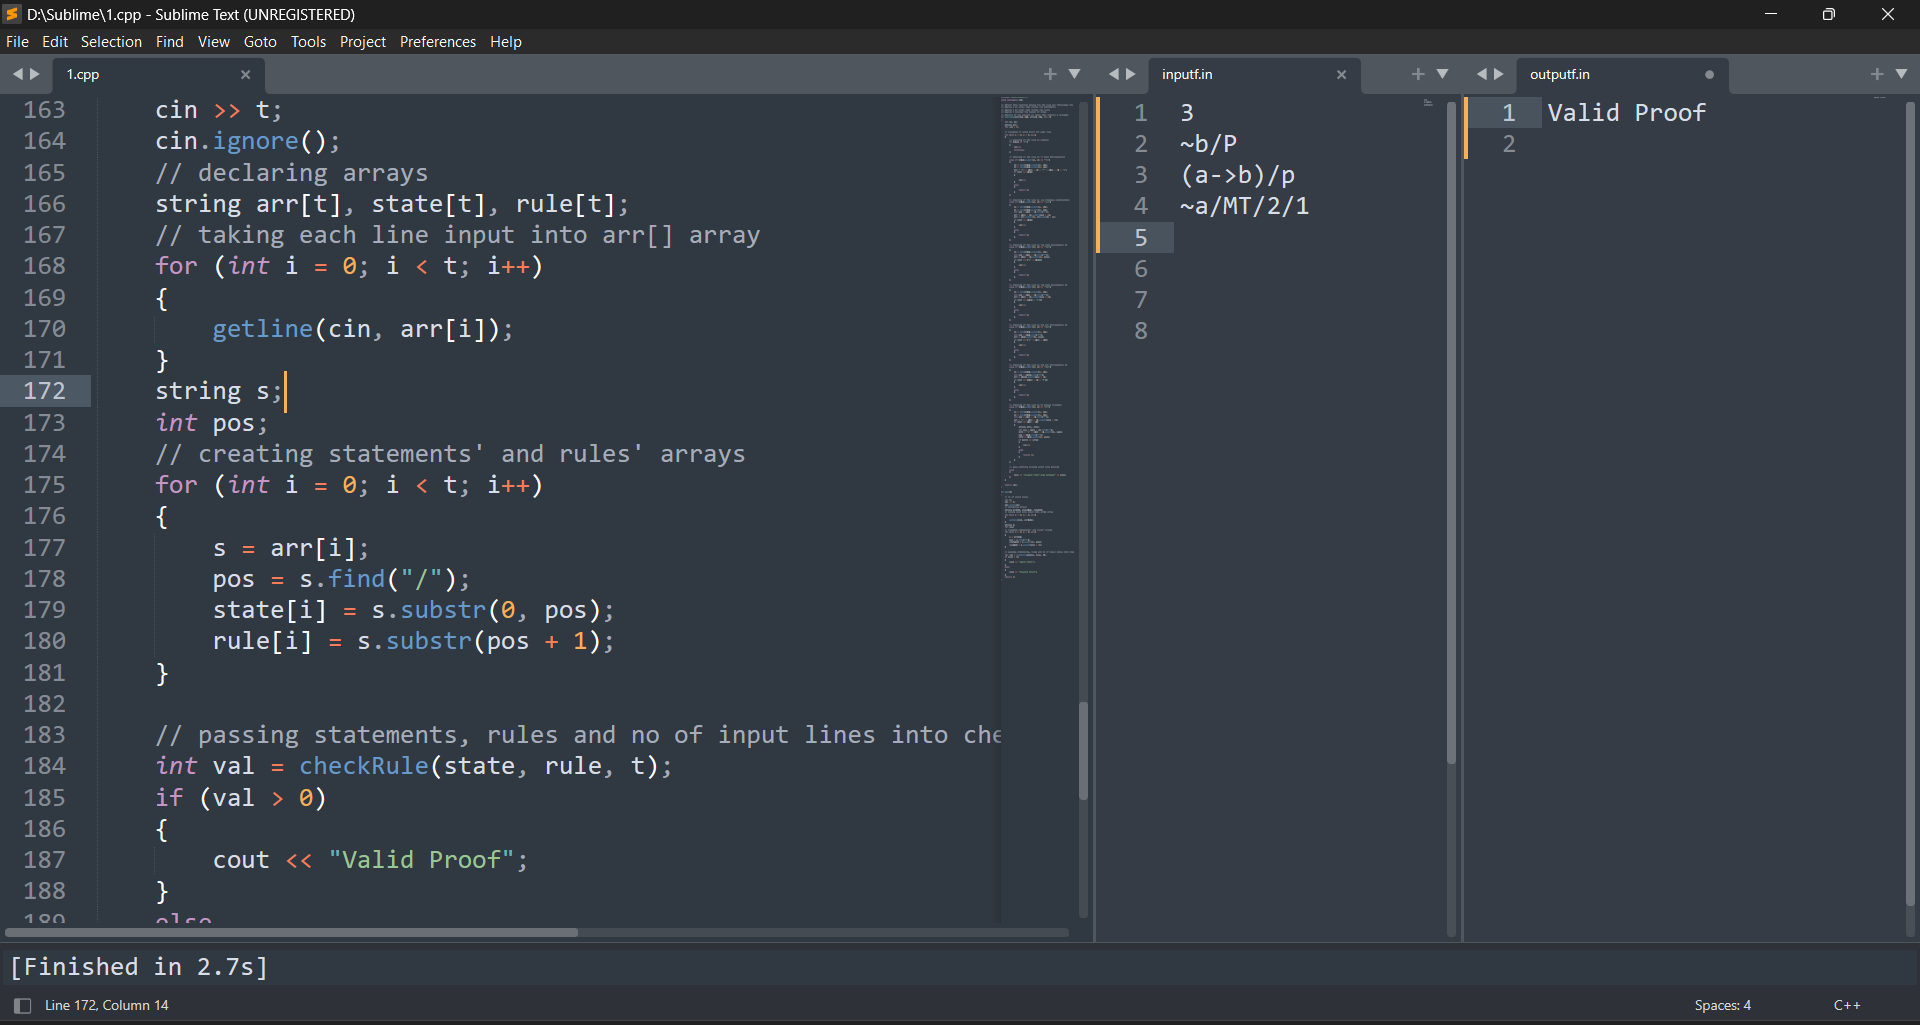 D:\Sublime\1.cpp - Sublime Text (UNREGISTERED)
File Edit Selection Find View Goto Tools Project Preferences Help
1.cpp
163 cin >> t;
164 cin.ignore();
165 // declaring arrays
166 string arr[t], state[t], rule[t];
167 // taking each line input into arr[] array
168 for (int i = 0; i < t; i++)
169 {
170 getline(cin, arr[i]);
171 }
172 string s;
173 int pos;
174 // creating statements' and rules' arrays
175 for (int i = 0; i < t; i++)
176 {
177 s = arr[i];
178 pos = s.find("/");
179 state[i] = s.substr(0, pos);
180 rule[i] = s.substr(pos + 1);
181 }
182
183 // passing statements, rules and no of input lines into che
184 int val = checkRule(state, rule, t);
185 if (val > 0)
186 {
187 cout << "Valid Proof";
188 }
189 else
inputf.in
1 3
2 ~b/P
3 (a->b)/p
4 ~a/MT/2/1
5
6
7
8
outputf.in
1 Valid Proof
2
[Finished in 2.7s]
Line 172, Column 14
Spaces: 4
C++